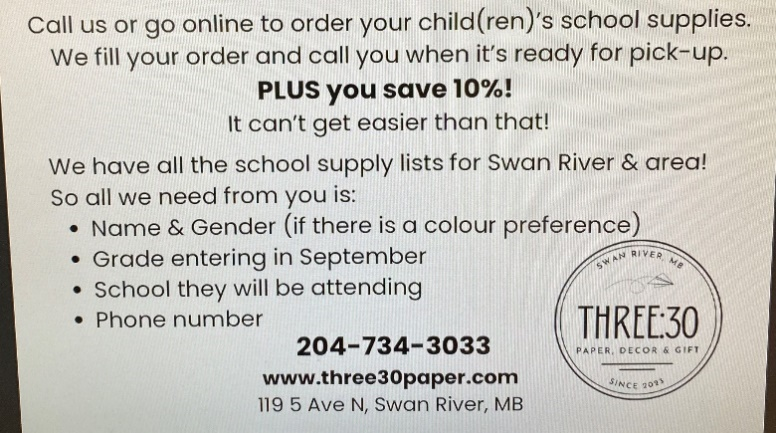 Call us or go online to order your child(ren)'s school supplies.
We fill your order and call you when it's ready for pick-up.
PLUS you save 10%!
It can't get easier than that!
We have all the school supply lists for Swan River & area!
So all we need from you is:
• Name & Gender (if there is a colour preference)
• Grade entering in September
• School they will be attending
• Phone number
204-734-3033
www.three30paper.com
119 5 Ave N, Swan River, MB
SWAN RIVER, MB
THREE:30
PAPER, DECOR & GIFT
SINCE 2023